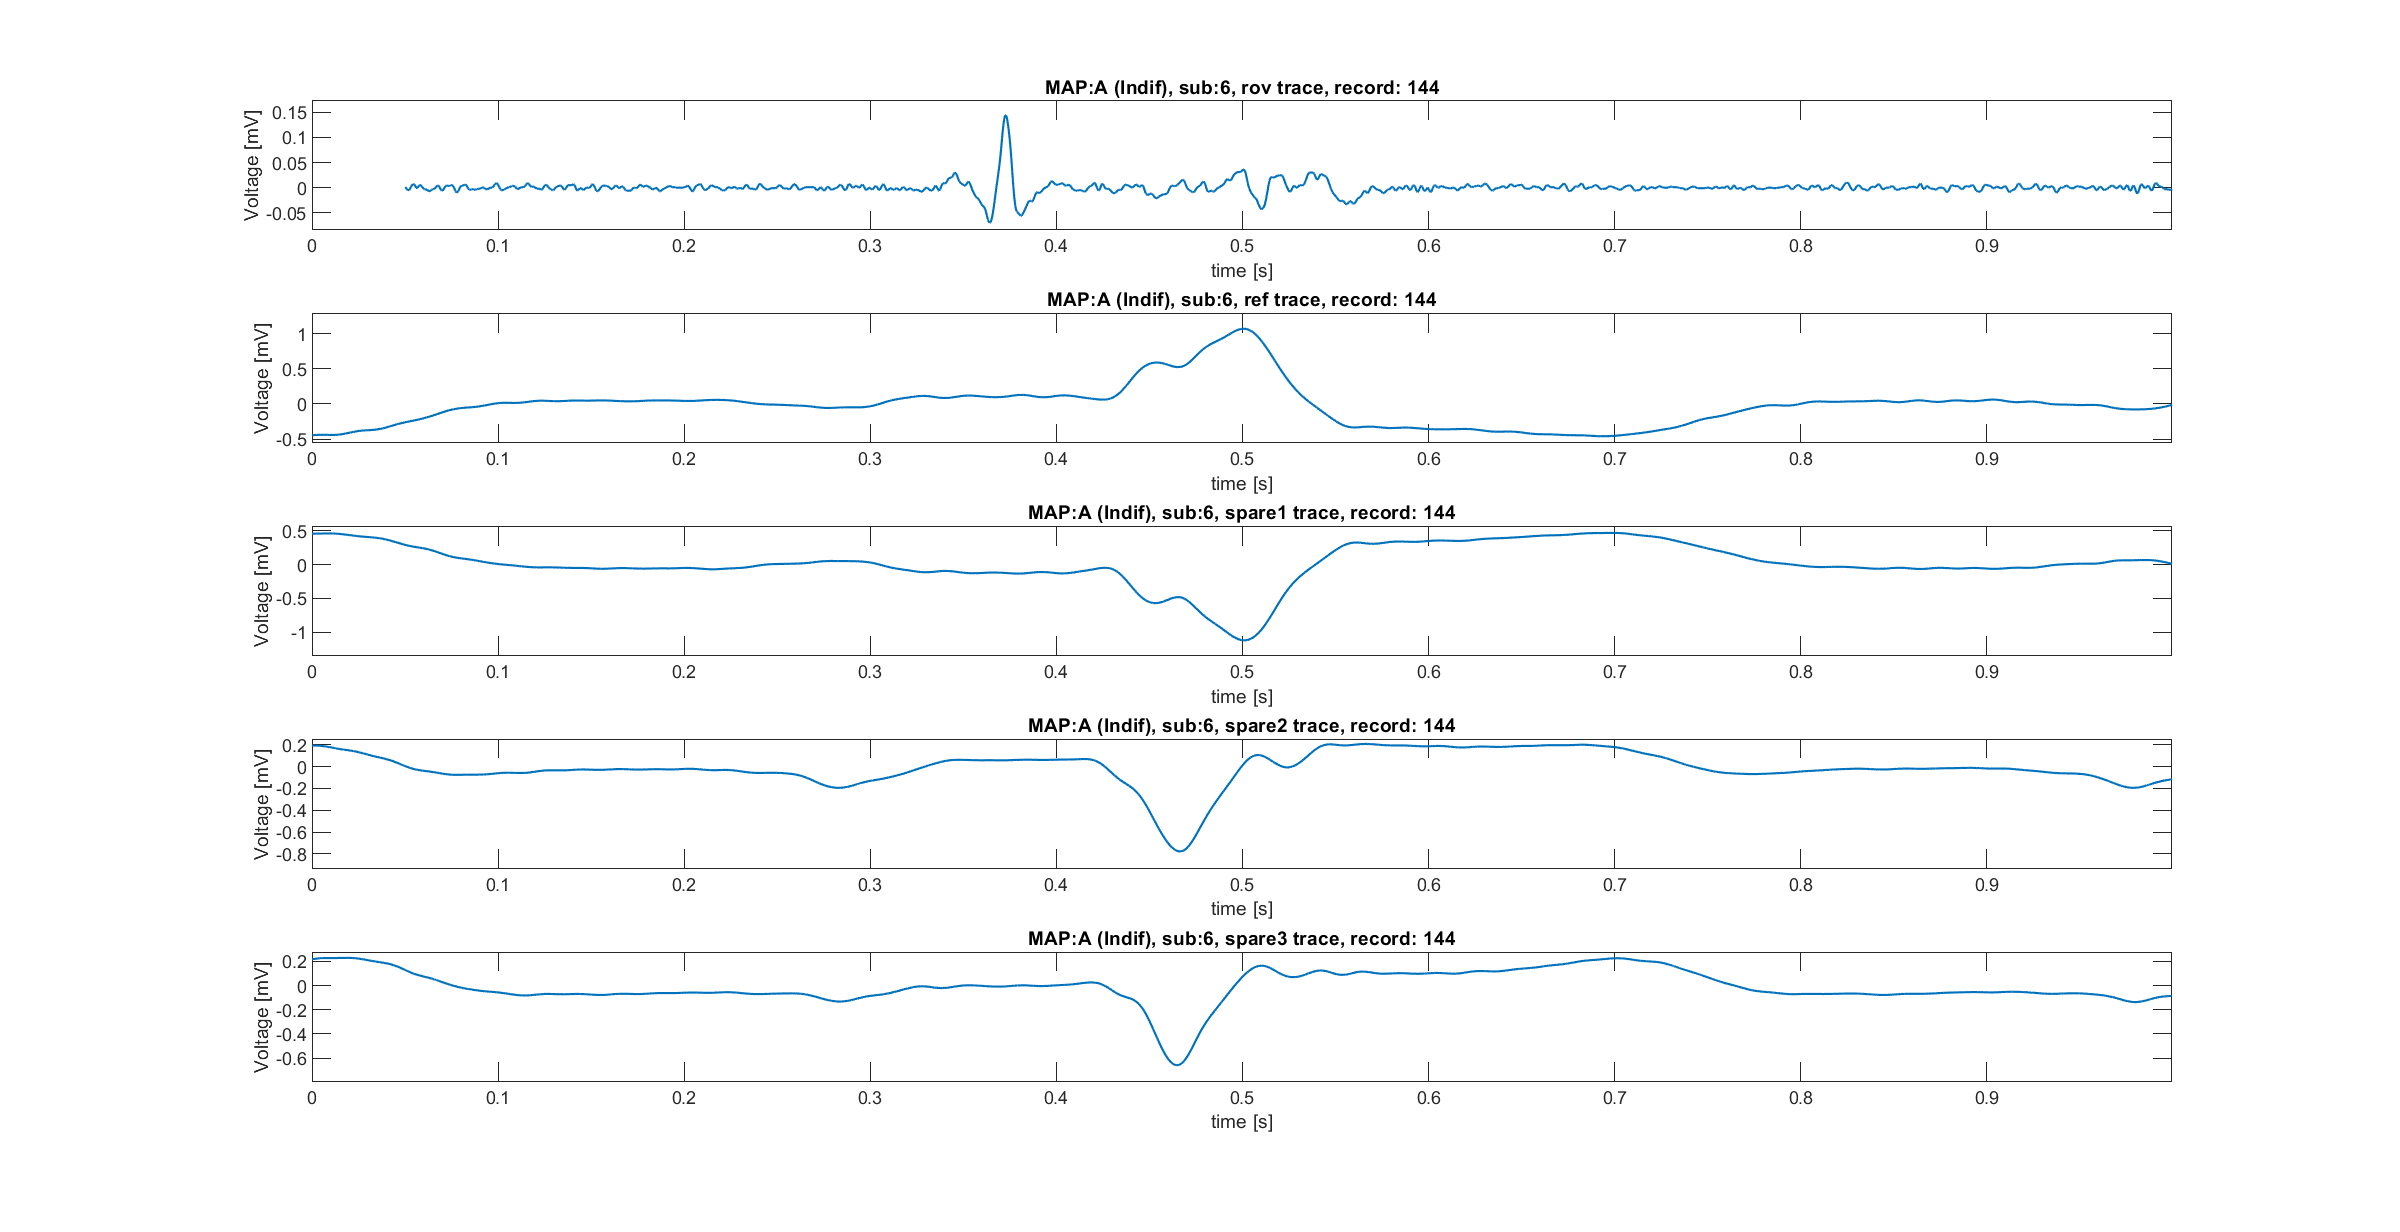 MAP:A (Indif), sub:6, rov trace, record: 144
Voltage [mV]
0.15
0.1
0.05
0
-0.05
0 0.1 0.2 0.3 0.4 0.5 0.6 0.7 0.8 0.9
time [s]
MAP:A (Indif), sub:6, ref trace, record: 144
Voltage [mV]
1
0.5
0
-0.5
0 0.1 0.2 0.3 0.4 0.5 0.6 0.7 0.8 0.9
time [s]
MAP:A (Indif), sub:6, spare1 trace, record: 144
Voltage [mV]
0.5
0
-0.5
-1
0 0.1 0.2 0.3 0.4 0.5 0.6 0.7 0.8 0.9
time [s]
MAP:A (Indif), sub:6, spare2 trace, record: 144
Voltage [mV]
0.2
0
-0.2
-0.4
-0.6
-0.8
0 0.1 0.2 0.3 0.4 0.5 0.6 0.7 0.8 0.9
time [s]
MAP:A (Indif), sub:6, spare3 trace, record: 144
Voltage [mV]
0.2
0
-0.2
-0.4
-0.6
0 0.1 0.2 0.3 0.4 0.5 0.6 0.7 0.8 0.9
time [s]